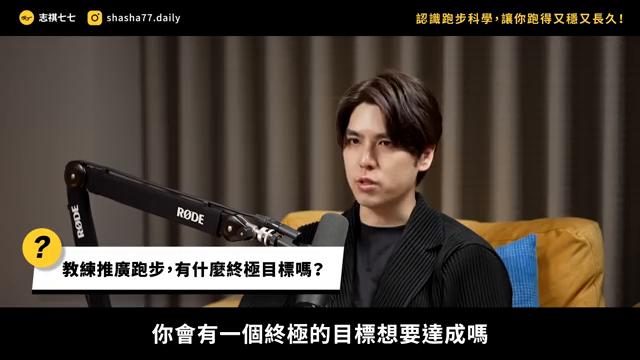 志祺七七
shasha77.daily
認識跑步科學,讓你跑得又穩又長久!
RØDE
RØDE
?
教練推廣跑步,有什麼終極目標嗎?
你會有一個終極的目標想要達成嗎